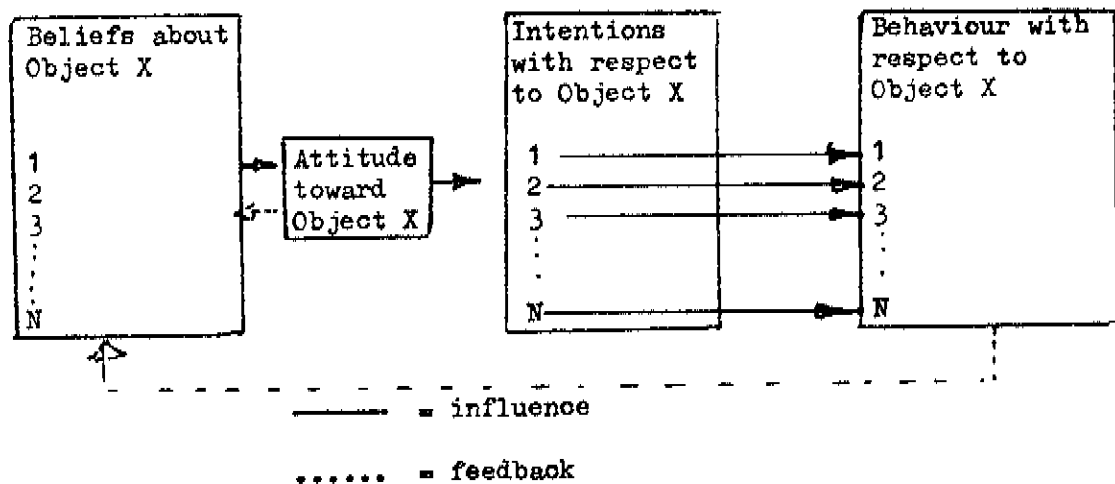 Beliefs about
Object X
1
2
3
.
.
.
.
N
Attitude
toward
Object X
Intentions
with respect
to Object X
1
2
3
.
.
.
N
Behaviour with
respect to
Object X
1
2
3
.
.
.
N
= influence
...... = feedback